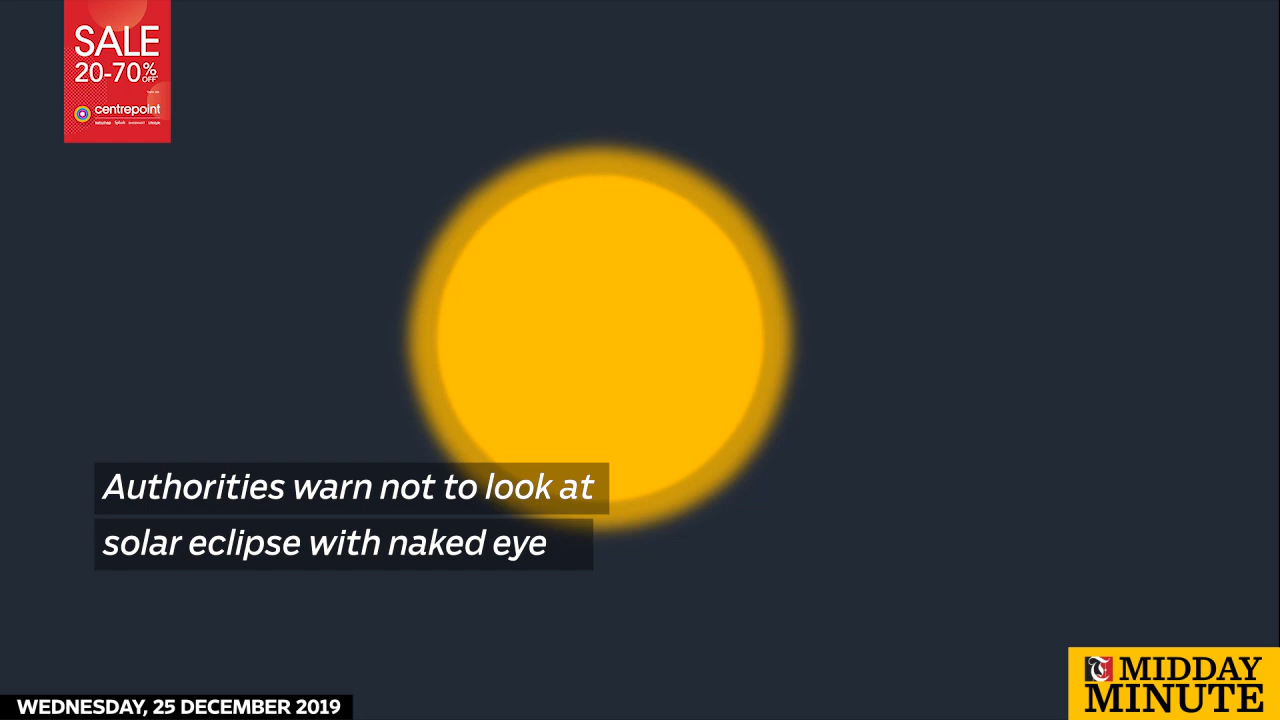 SALE
20-70%
OFF
centrepoint
Authorities warn not to look at
solar eclipse with naked eye
WEDNESDAY, 25 DECEMBER 2019
T MIDDAY
MINUTE